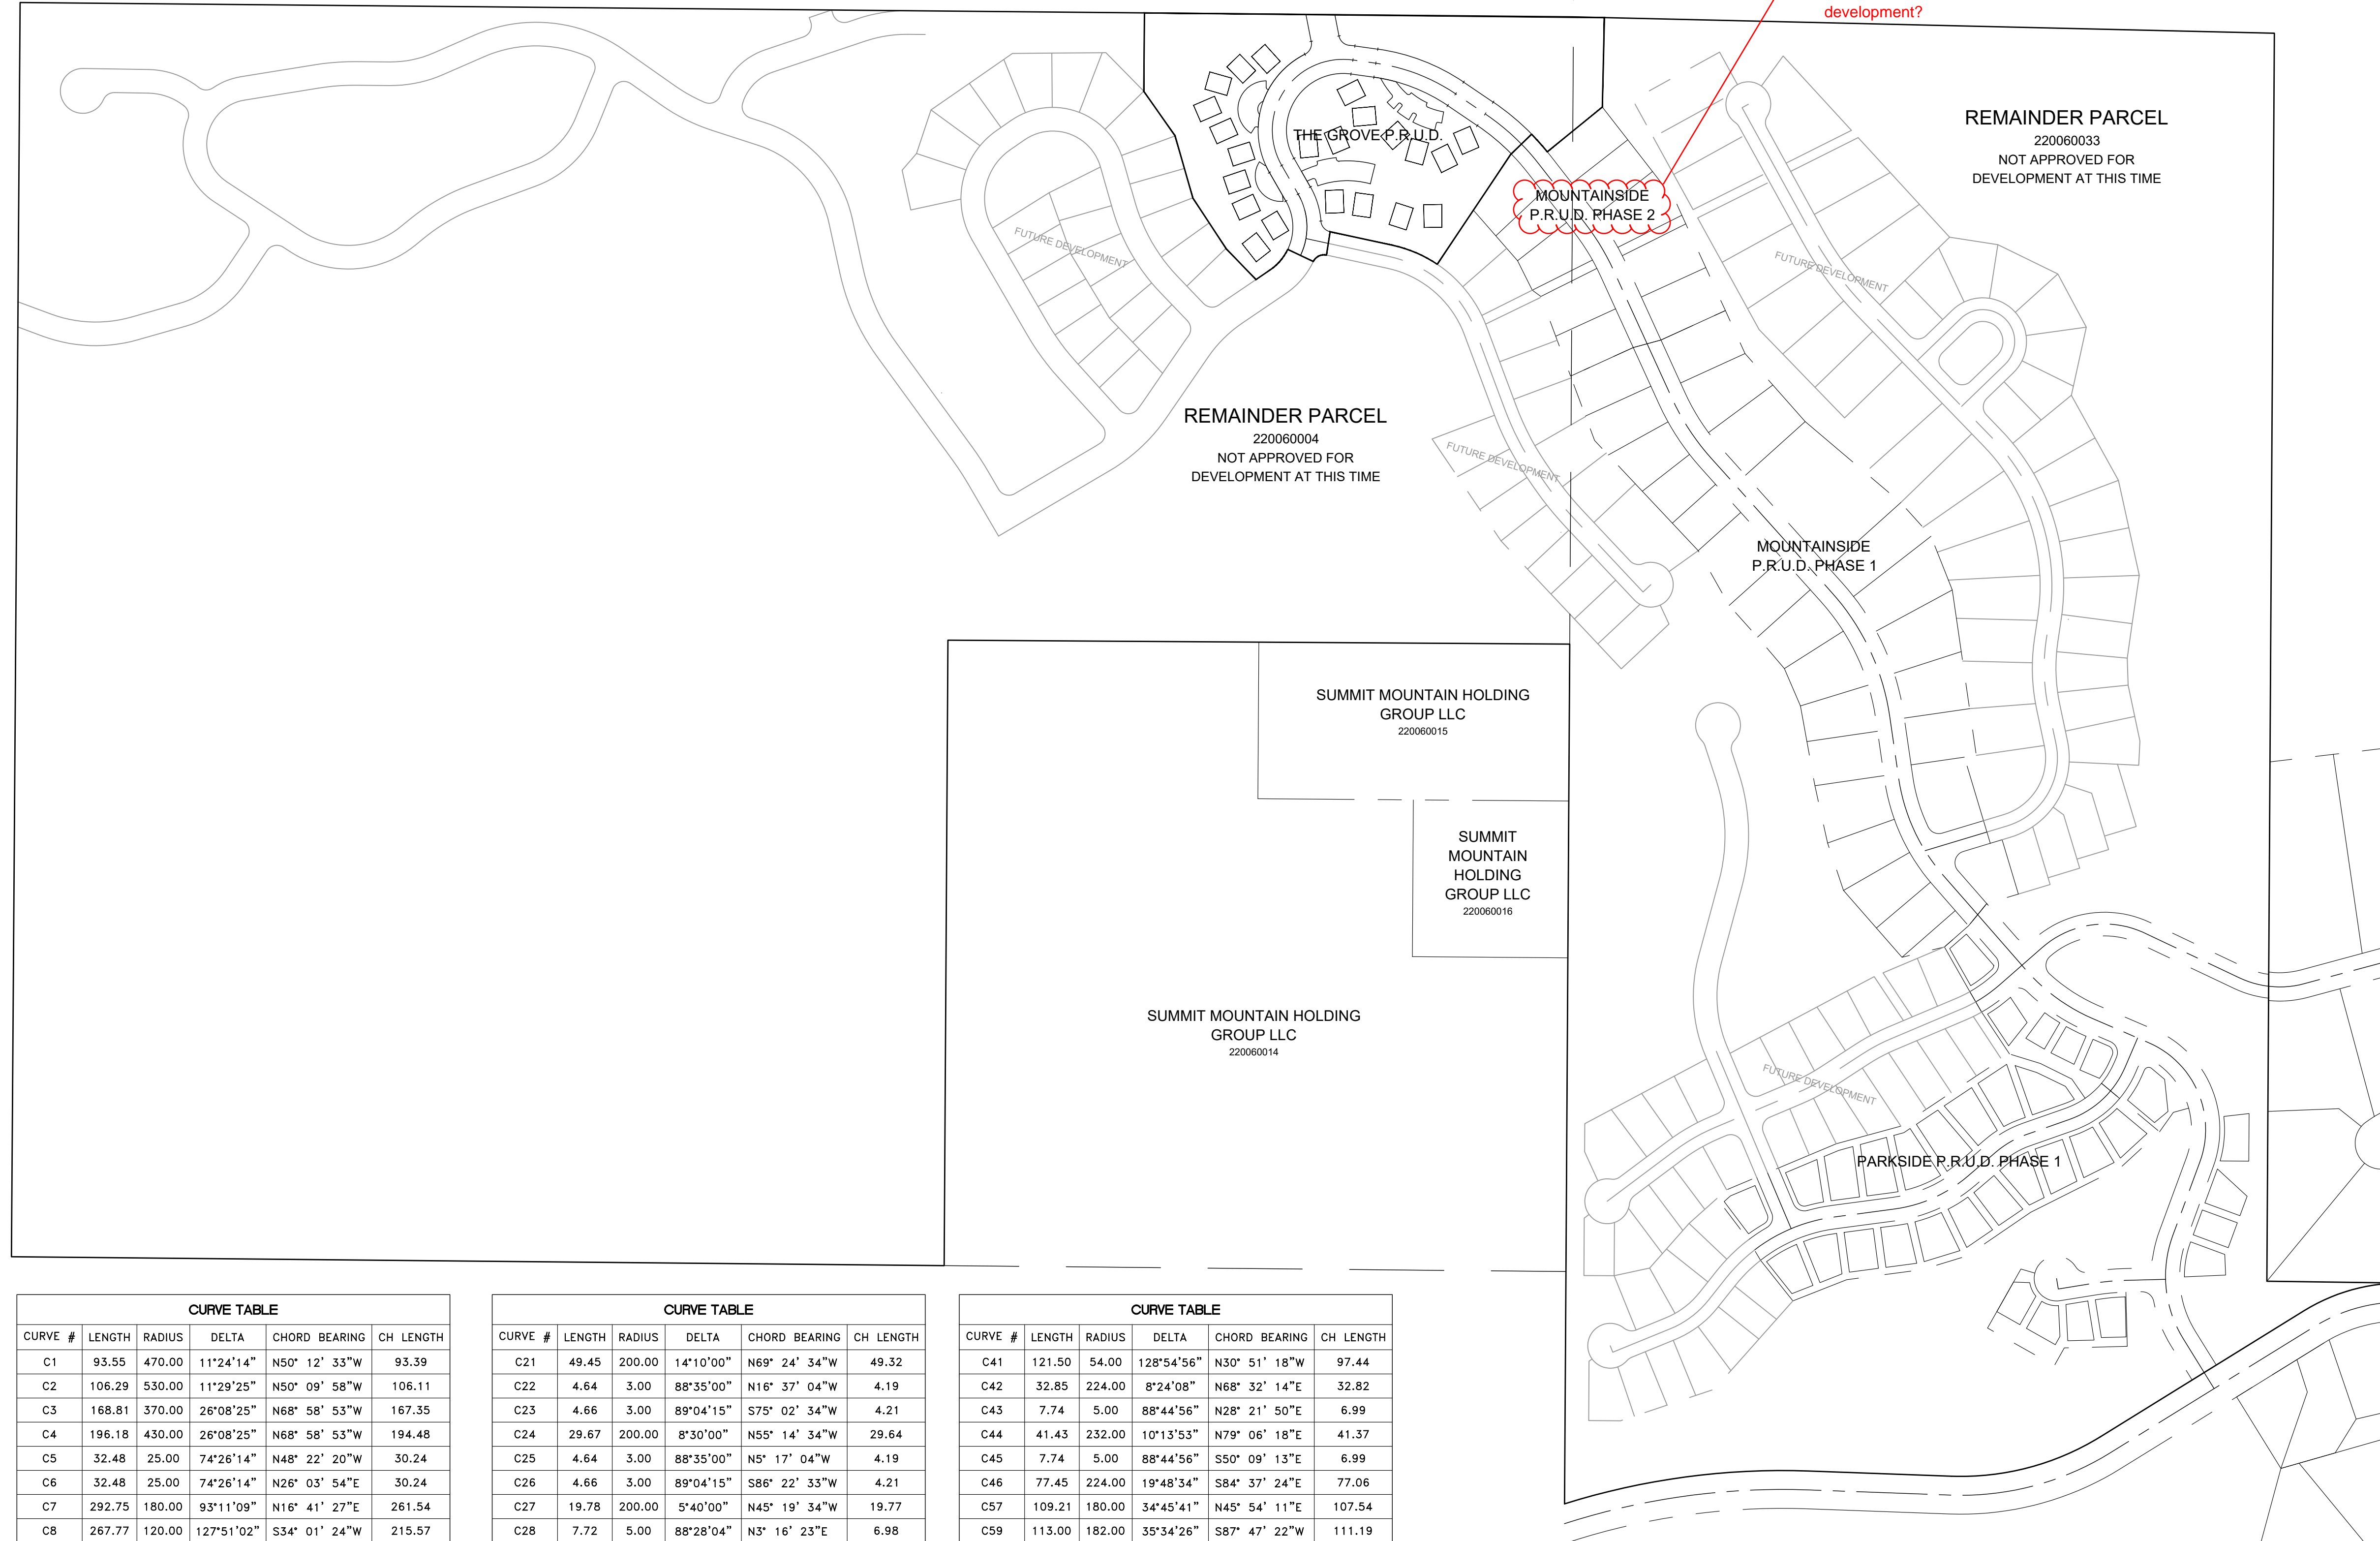 development?
REMAINDER PARCEL
220060033
NOT APPROVED FOR
DEVELOPMENT AT THIS TIME
THE GROVE P.R.U.D.
MOUNTAINSIDE
P.R.U.D. PHASE 2
FUTURE DEVELOPMENT
FUTURE DEVELOPMENT
REMAINDER PARCEL
220060004
NOT APPROVED FOR
DEVELOPMENT AT THIS TIME
FUTURE DEVELOPMENT
MOUNTAINSIDE
P.R.U.D. PHASE 1
SUMMIT MOUNTAIN HOLDING
GROUP LLC
220060015
SUMMIT
MOUNTAIN
HOLDING
GROUP LLC
220060016
SUMMIT MOUNTAIN HOLDING
GROUP LLC
220060014
FUTURE DEVELOPMENT
PARKSIDE P.R.U.D. PHASE 1
CURVE TABLE
CURVE # LENGTH RADIUS DELTA CHORD BEARING CH LENGTH
C1 93.55 470.00 11°24'14" N50° 12' 33"W 93.39
C2 106.29 530.00 11°29'25" N50° 09' 58"W 106.11
C3 168.81 370.00 26°08'25" N68° 58' 53"W 167.35
C4 196.18 430.00 26°08'25" N68° 58' 53"W 194.48
C5 32.48 25.00 74°26'14" N48° 22' 20"W 30.24
C6 32.48 25.00 74°26'14" N26° 03' 54"E 30.24
C7 292.75 180.00 93°11'09" N16° 41' 27"E 261.54
C8 267.77 120.00 127°51'02" S34° 01' 24"W 215.57
CURVE TABLE
CURVE # LENGTH RADIUS DELTA CHORD BEARING CH LENGTH
C21 49.45 200.00 14°10'00" N69° 24' 34"W 49.32
C22 4.64 3.00 88°35'00" N16° 37' 04"W 4.19
C23 4.66 3.00 89°04'15" S75° 02' 34"W 4.21
C24 29.67 200.00 8°30'00" N55° 14' 34"W 29.64
C25 4.64 3.00 88°35'00" N5° 17' 04"W 4.19
C26 4.66 3.00 89°04'15" S86° 22' 33"W 4.21
C27 19.78 200.00 5°40'00" N45° 19' 34"W 19.77
C28 7.72 5.00 88°28'04" N3° 16' 23"E 6.98
CURVE TABLE
CURVE # LENGTH RADIUS DELTA CHORD BEARING CH LENGTH
C41 121.50 54.00 128°54'56" N30° 51' 18"W 97.44
C42 32.85 224.00 8°24'08" N68° 32' 14"E 32.82
C43 7.74 5.00 88°44'56" N28° 21' 50"E 6.99
C44 41.43 232.00 10°13'53" N79° 06' 18"E 41.37
C45 7.74 5.00 88°44'56" S50° 09' 13"E 6.99
C46 77.45 224.00 19°48'34" S84° 37' 24"E 77.06
C57 109.21 180.00 34°45'41" N45° 54' 11"E 107.54
C59 113.00 182.00 35°34'26" S87° 47' 22"W 111.19